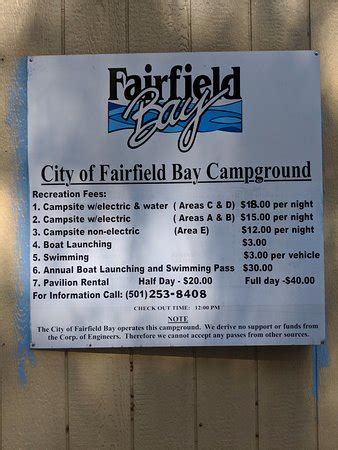 Fairfield
Bay
City of Fairfield Bay Campground
Recreation Fees:
1. Campsite w/electric & water ( Areas C & D) $18.00 per night
2. Campsite w/electric ( Areas A & B) $15.00 per night
3. Campsite non-electric (Area E) $12.00 per night
4. Boat Launching $3.00
5. Swimming $3.00 per vehicle
6. Annual Boat Launching and Swimming Pass $30.00
7. Pavilion Rental Half Day - $20.00 Full day -$40.00
For Information Call: (501) 253-8408
CHECK OUT TIME: 12:00 PM
NOTE
The City of Fairfield Bay operates this campground. We derive no support or funds from
the Corp. of Engineers. Therefore we cannot accept any passes from other sources.